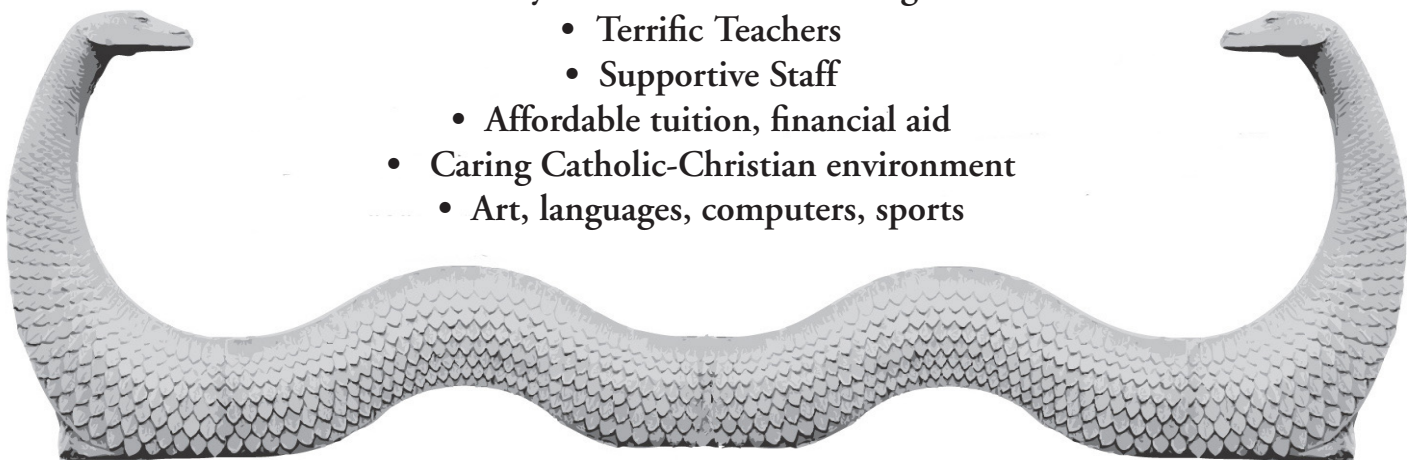 • Terrific Teachers
• Supportive Staff
• Affordable tuition, financial aid
• Caring Catholic-Christian environment
• Art, languages, computers, sports